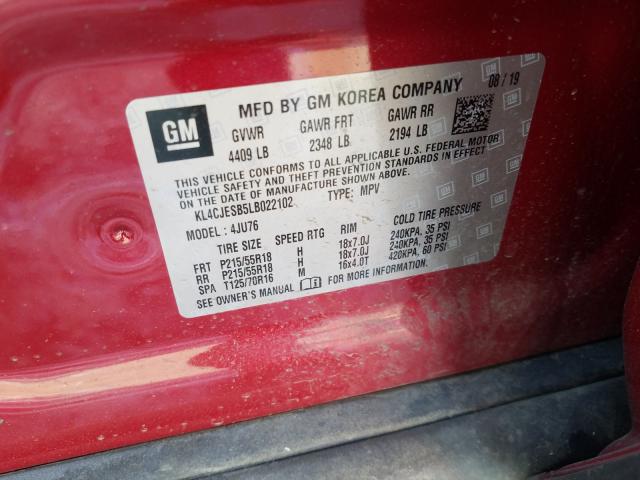 GM
MFD BY GM KOREA COMPANY 08 / 19
GVWR GAWR FRT GAWR RR
4409 LB 2348 LB 2194 LB
THIS VEHICLE CONFORMS TO ALL APPLICABLE U.S. FEDERAL MOTOR
VEHICLE SAFETY AND THEFT PREVENTION STANDARDS IN EFFECT
ON THE DATE OF MANUFACTURE SHOWN ABOVE.
KL4CJESB5LB022102 TYPE: MPV
MODEL: 4JU76
TIRE SIZE SPEED RTG RIM COLD TIRE PRESSURE
FRT P215/55R18 H 18x7.0J 240KPA, 35 PSI
RR P215/55R18 H 18x7.0J 240KPA, 35 PSI
SPA T125/70R16 M 16x4.0T 420KPA, 60 PSI
SEE OWNER'S MANUAL FOR MORE INFORMATION.